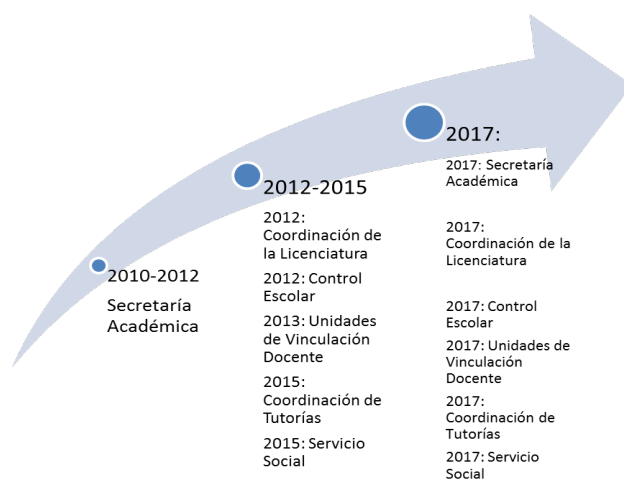 2010-2012
Secretaría
Académica
2012-2015
2012:
Coordinación de
la Licenciatura
2012: Control
Escolar
2013: Unidades
de Vinculación
Docente
2015:
Coordinación de
Tutorías
2015: Servicio
Social
2017:
2017: Secretaría
Académica
2017:
Coordinación de la
Licenciatura
2017: Control
Escolar
2017: Unidades de
Vinculación
Docente
2017:
Coordinación de
Tutorías
2017: Servicio
Social